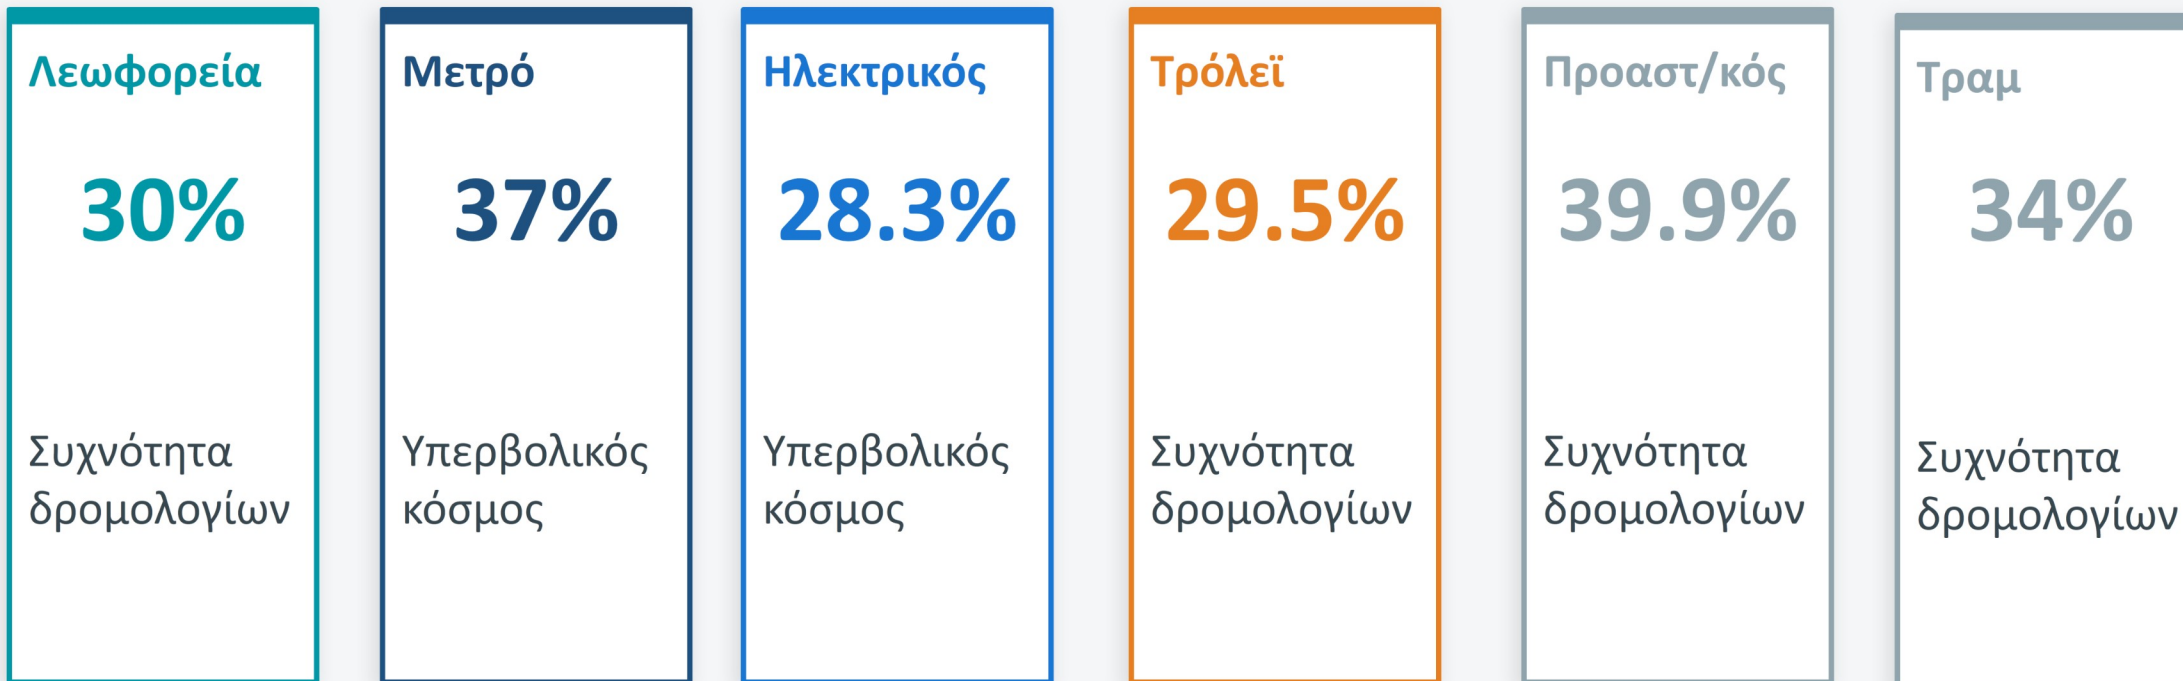 Λεωφορεία
30%
Συχνότητα
δρομολογίων
Μετρό
37%
Υπερβολικός
κόσμος
Ηλεκτρικός
28.3%
Υπερβολικός
κόσμος
Τρόλεϊ
29.5%
Συχνότητα
δρομολογίων
Προαστ/κός
39.9%
Συχνότητα
δρομολογίων
Τραμ
34%
Συχνότητα
δρομολογίων